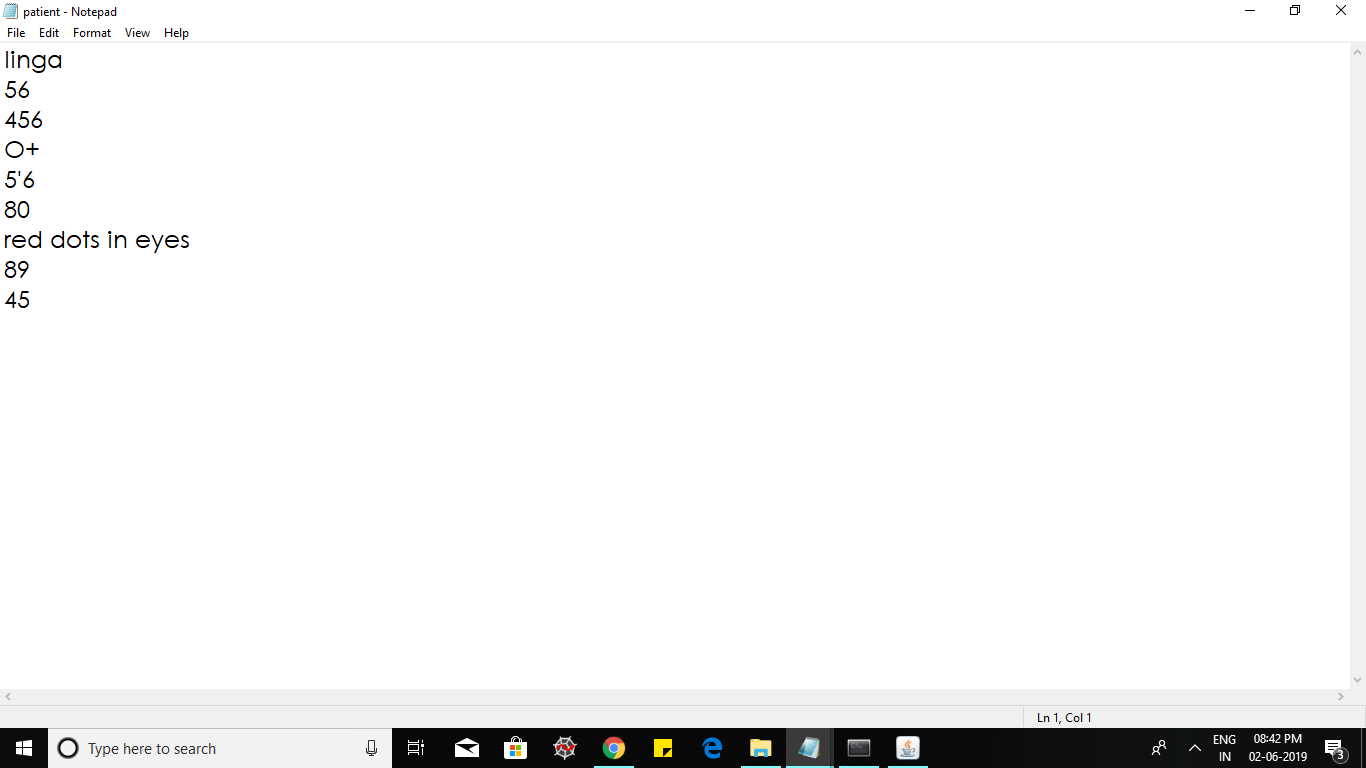 patient - Notepad
File Edit Format View Help
linga
56
456
O+
5'6
80
red dots in eyes
89
45
Ln 1, Col 1
Type here to search
ENG 08:42 PM
IN 02-06-2019
3